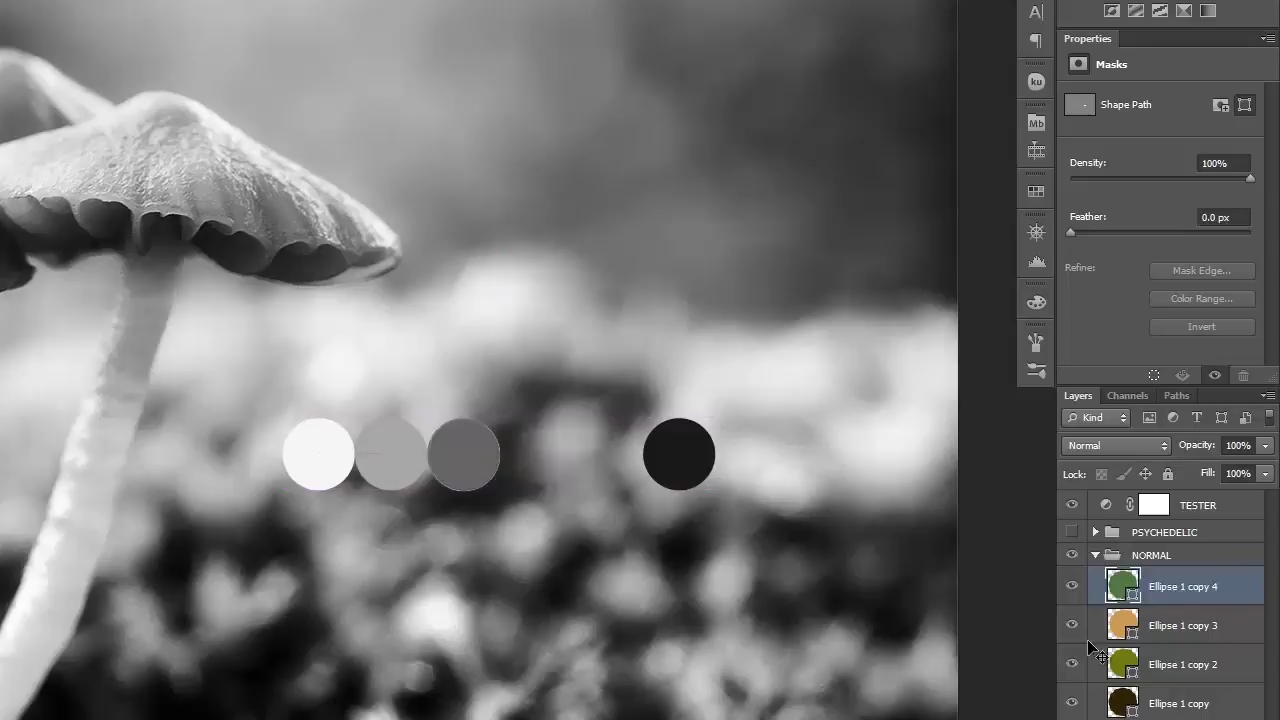 A|
Properties
Masks
ku
Shape Path
Mb
Density: 100%
Feather: 0.0 px
Refine: Mask Edge...
Color Range...
Invert
Layers Channels Paths
Kind
Normal Opacity: 100%
Lock: Fill: 100%
TESTER
PSYCHEDELIC
NORMAL
Ellipse 1 copy 4
Ellipse 1 copy 3
Ellipse 1 copy 2
Ellipse 1 copy